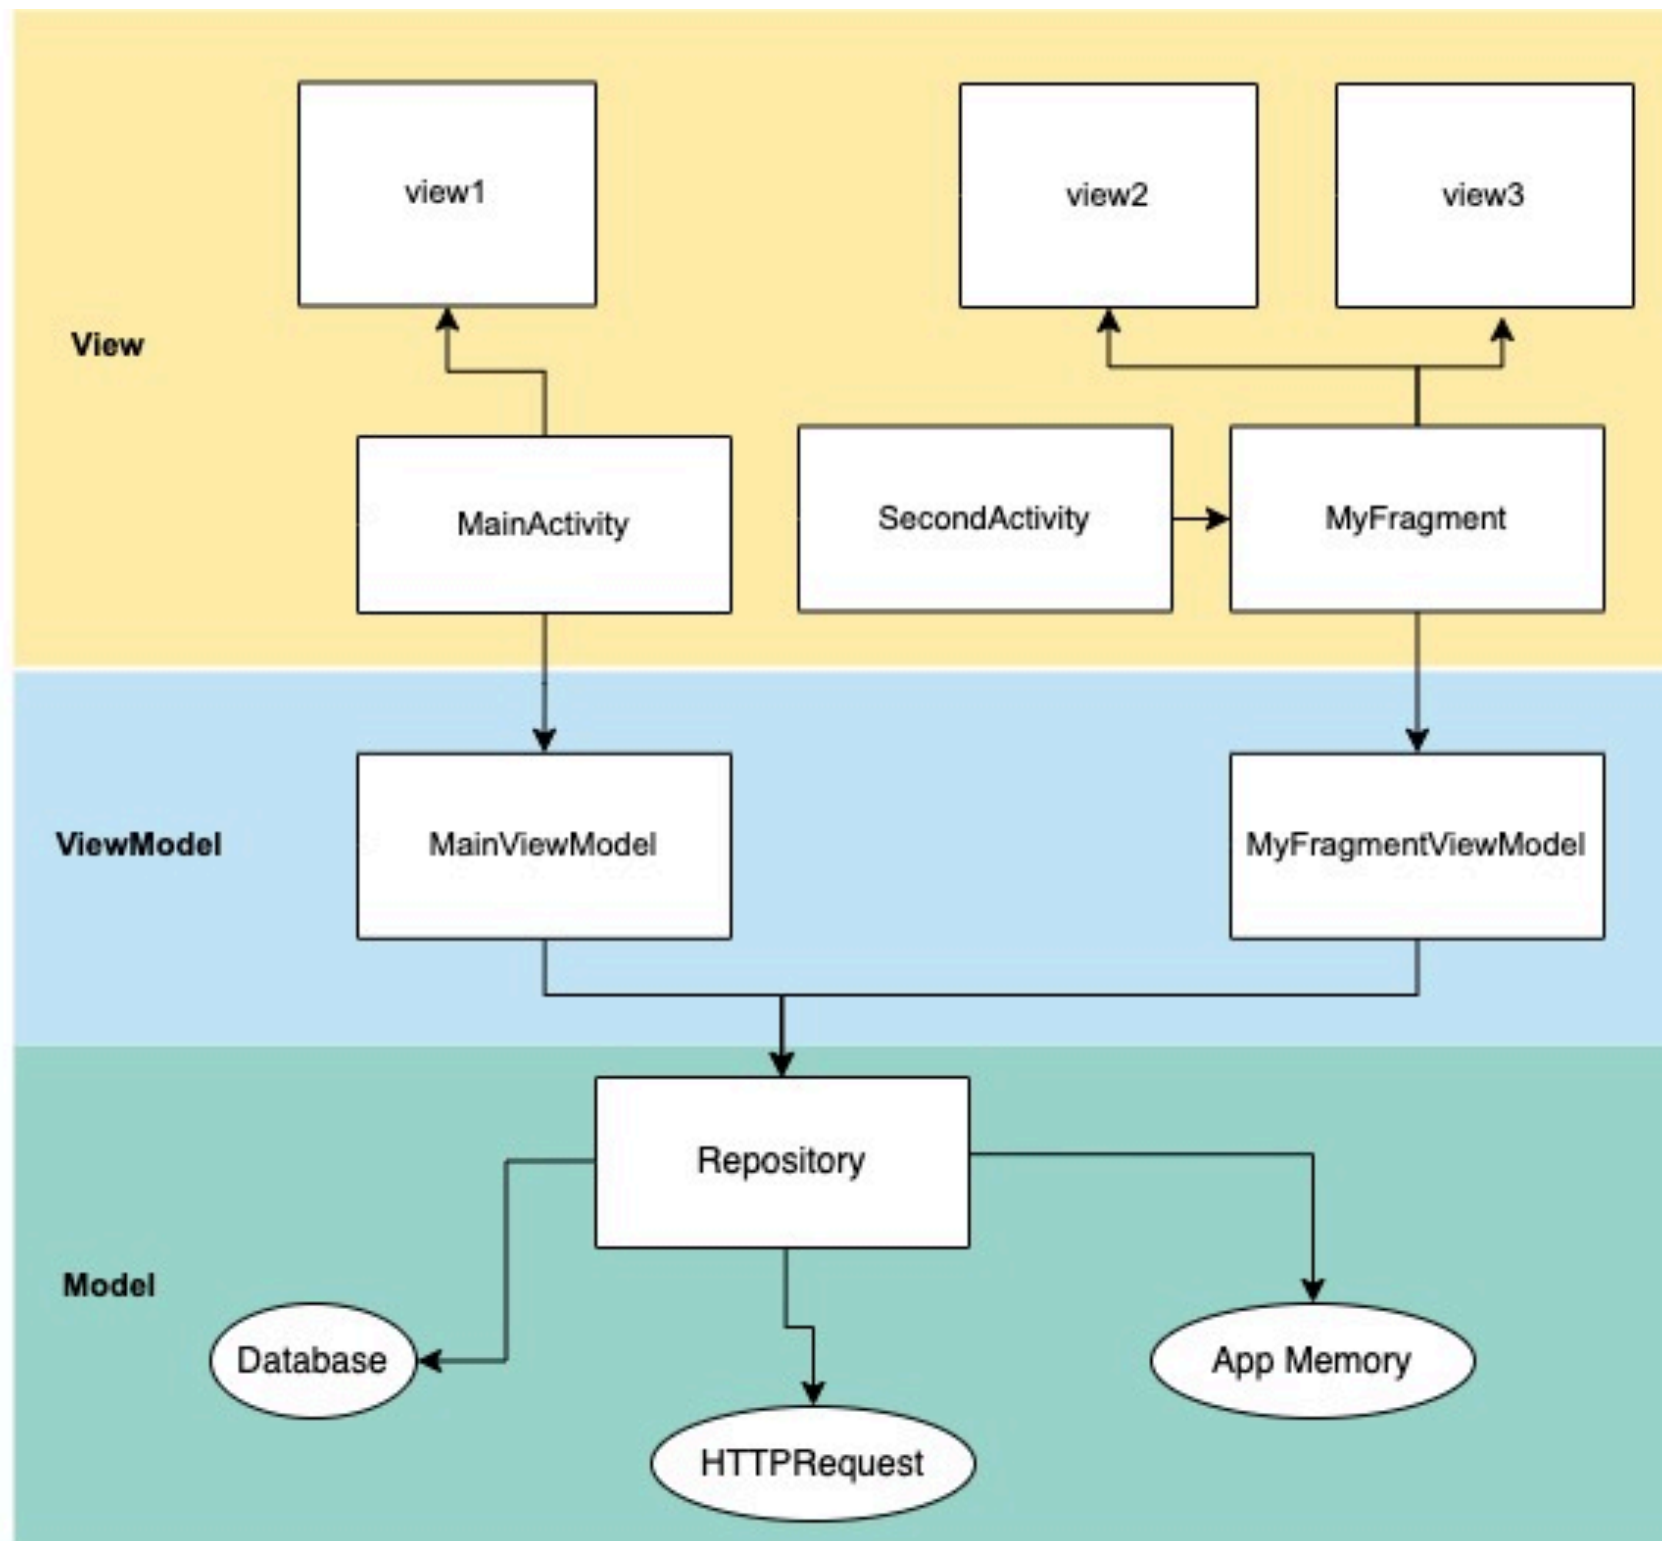 view1
view2
view3
View
MainActivity
SecondActivity
MyFragment
ViewModel
MainViewModel
MyFragmentViewModel
Repository
Model
Database
App Memory
HTTPRequest